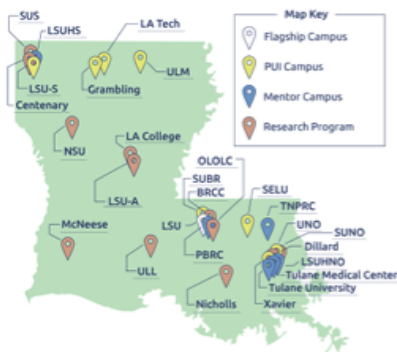 SUS
LSUHS
LA Tech
LSU-S
Centenary
Grambling
ULM
Map Key
Flagship Campus
PUI Campus
Mentor Campus
Research Program
NSU
LA College
LSU-A
OLOLC
SUBR
BRCC
SELU
TNPRC
LSU
UNO
SUNO
McNeese
Dillard
PBRC
LSUHNO
ULL
Tulane Medical Center
Tulane University
Nicholls
Xavier